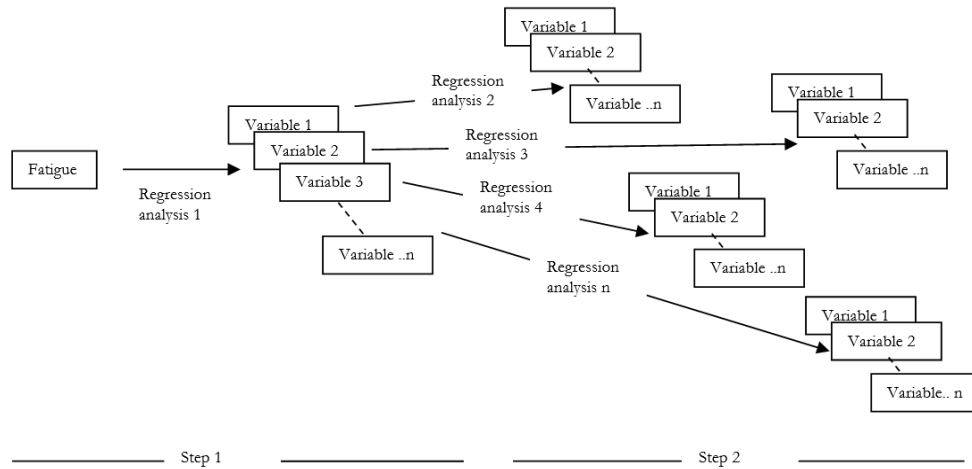 Fatigue
Regression
analysis 1
Variable 1
Variable 2
Variable 3
Variable ..n
Regression
analysis 2
Variable 1
Variable 2
Variable ..n
Regression
analysis 3
Variable 1
Variable 2
Variable ..n
Regression
analysis 4
Variable 1
Variable 2
Variable ..n
Regression
analysis n
Variable 1
Variable 2
Variable.. n
Step 1
Step 2